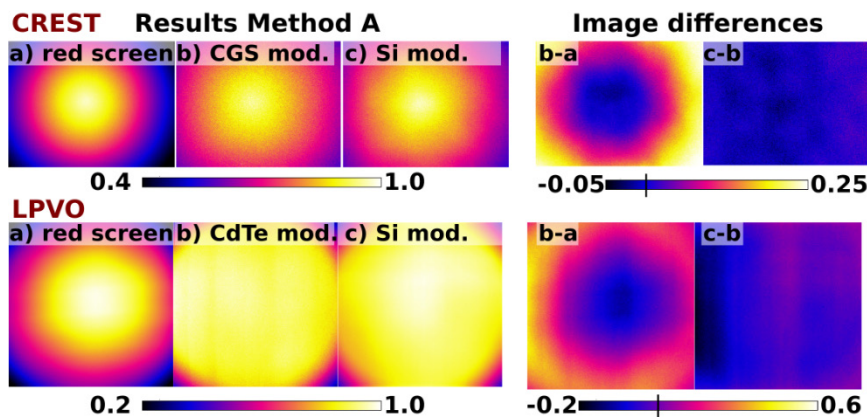 CREST Results Method A Image differences
a) red screen b) CGS mod. c) Si mod. b-a c-b
0.4 1.0 -0.05 0.25
LPVO
a) red screen b) CdTe mod. c) Si mod. b-a c-b
0.2 1.0 -0.2 0.6